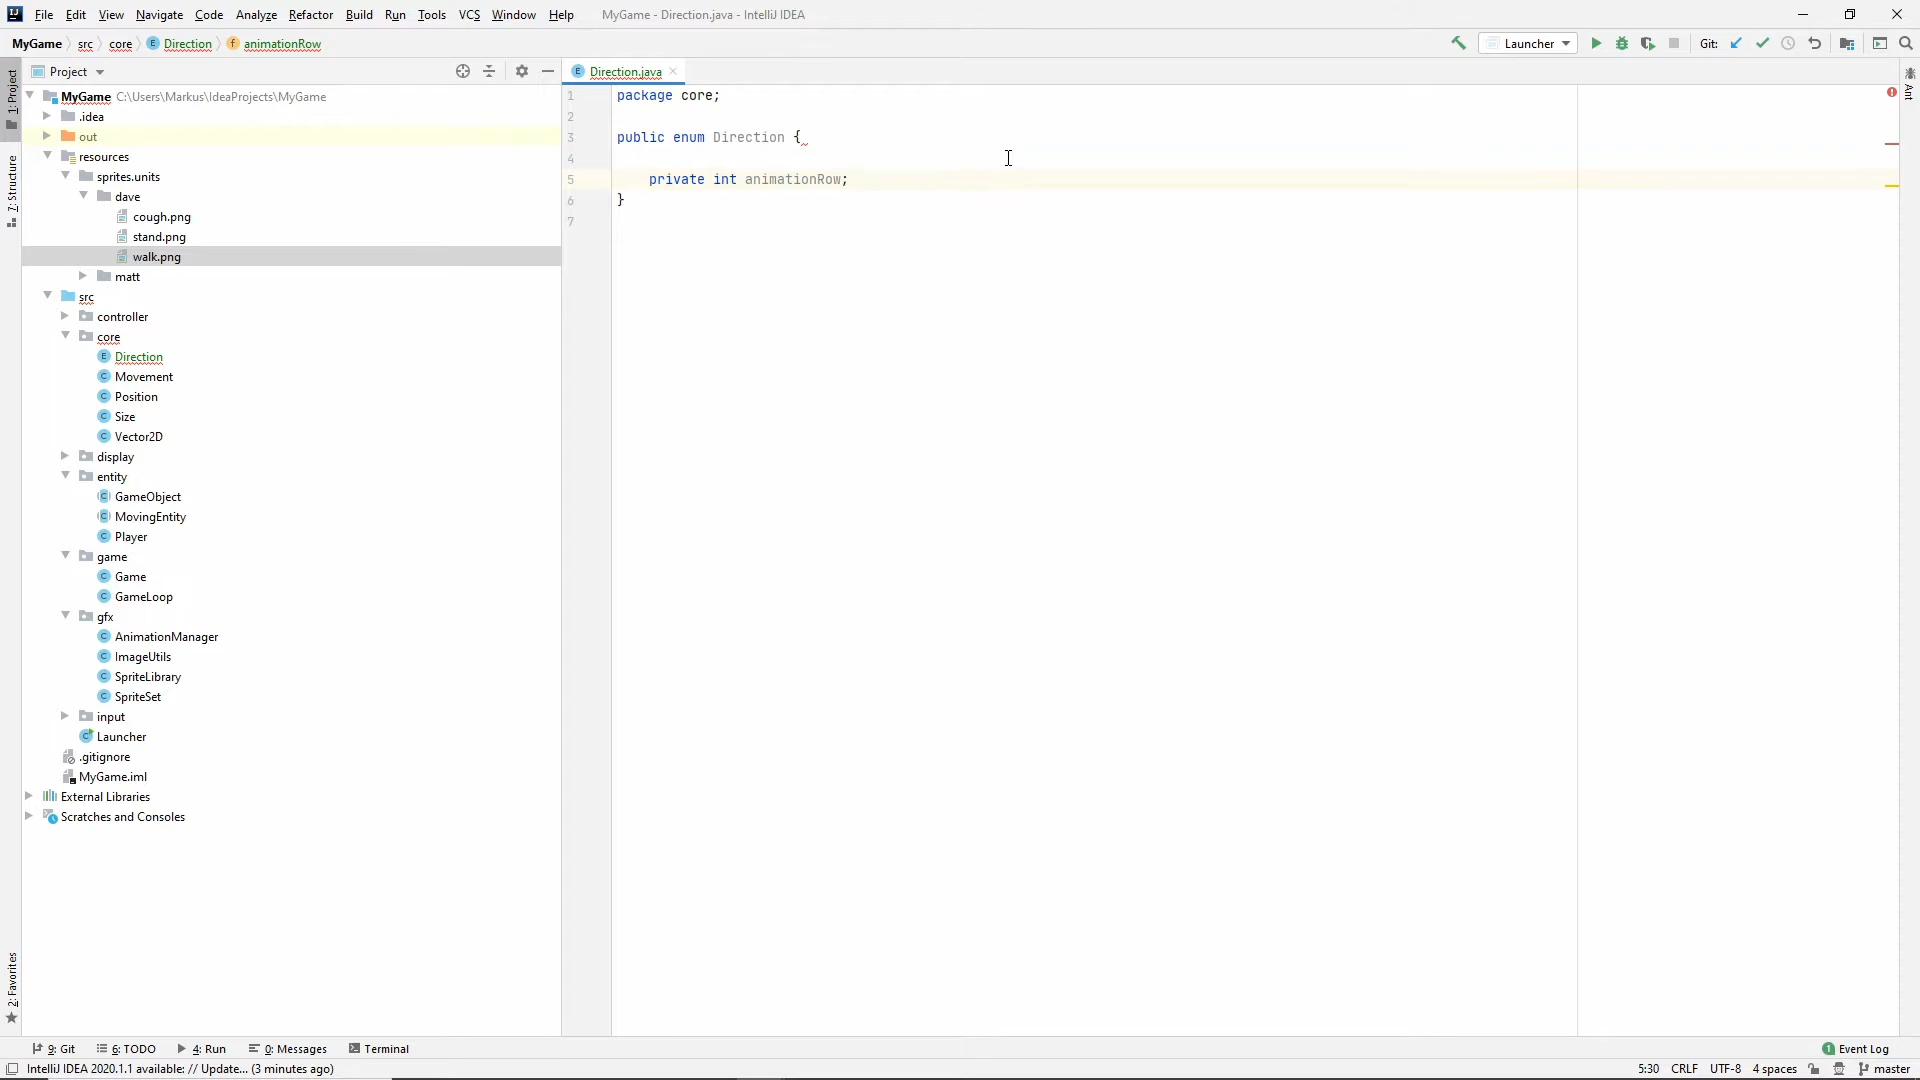 File Edit View Navigate Code Analyze Refactor Build Run Tools VCS Window Help MyGame - Direction.java - IntelliJ IDEA
MyGame src core Direction animationRow Launcher Git:
Project
Direction.java
1: Project
7: Structure
2: Favorites
Ant
MyGame C:\Users\Markus\IdeaProjects\MyGame
.idea
out
resources
sprites.units
dave
cough.png
stand.png
walk.png
matt
src
controller
core
Direction
Movement
Position
Size
Vector2D
display
entity
GameObject
MovingEntity
Player
game
Game
GameLoop
gfx
AnimationManager
ImageUtils
SpriteLibrary
SpriteSet
input
Launcher
.gitignore
MyGame.iml
External Libraries
Scratches and Consoles
1 package core;
2
3 public enum Direction {
4
5 private int animationRow;
6 }
7
9: Git 6: TODO 4: Run 0: Messages Terminal 1 Event Log
IntelliJ IDEA 2020.1.1 available: // Update... (3 minutes ago) 5:30 CRLF UTF-8 4 spaces master